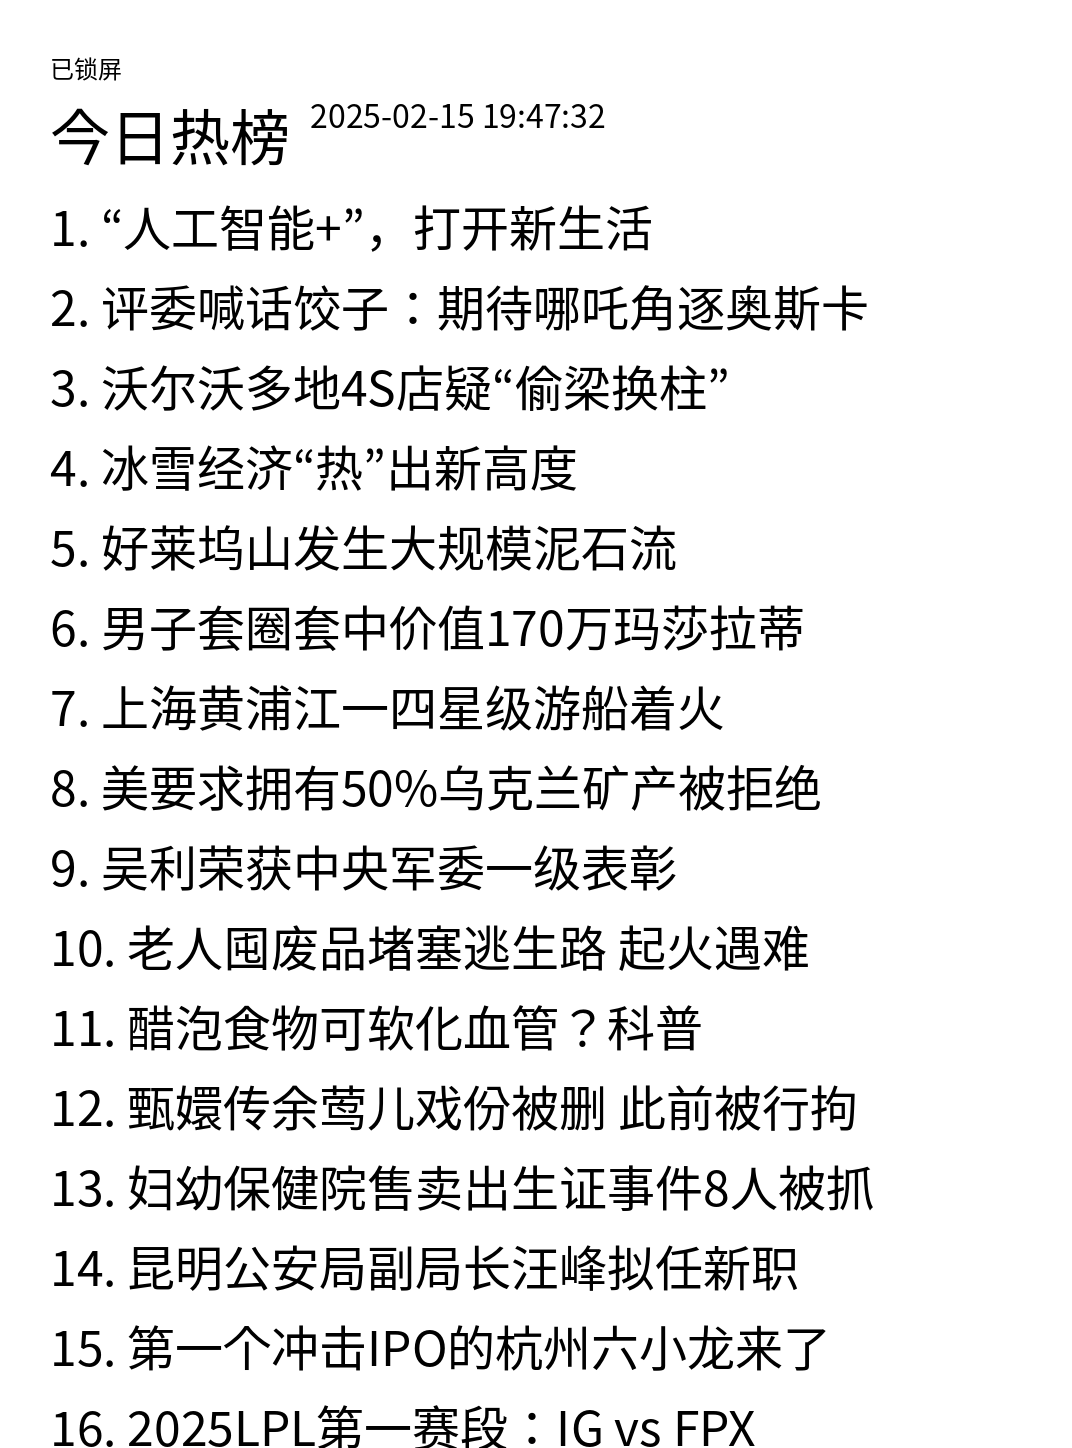 已锁屏
今日热榜 2025-02-15 19:47:32
1. “人工智能+”，打开新生活
2. 评委喊话饺子：期待哪吒角逐奥斯卡
3. 沃尔沃多地4S店疑“偷梁换柱”
4. 冰雪经济“热”出新高度
5. 好莱坞山发生大规模泥石流
6. 男子套圈套中价值170万玛莎拉蒂
7. 上海黄浦江一四星级游船着火
8. 美要求拥有50%乌克兰矿产被拒绝
9. 吴利荣获中央军委一级表彰
10. 老人囤废品堵塞逃生路 起火遇难
11. 醋泡食物可软化血管？科普
12. 甄嬛传余莺儿戏份被删 此前被行拘
13. 妇幼保健院售卖出生证事件8人被抓
14. 昆明公安局副局长汪峰拟任新职
15. 第一个冲击IPO的杭州六小龙来了
16. 2025LPL第一赛段：IG vs FPX